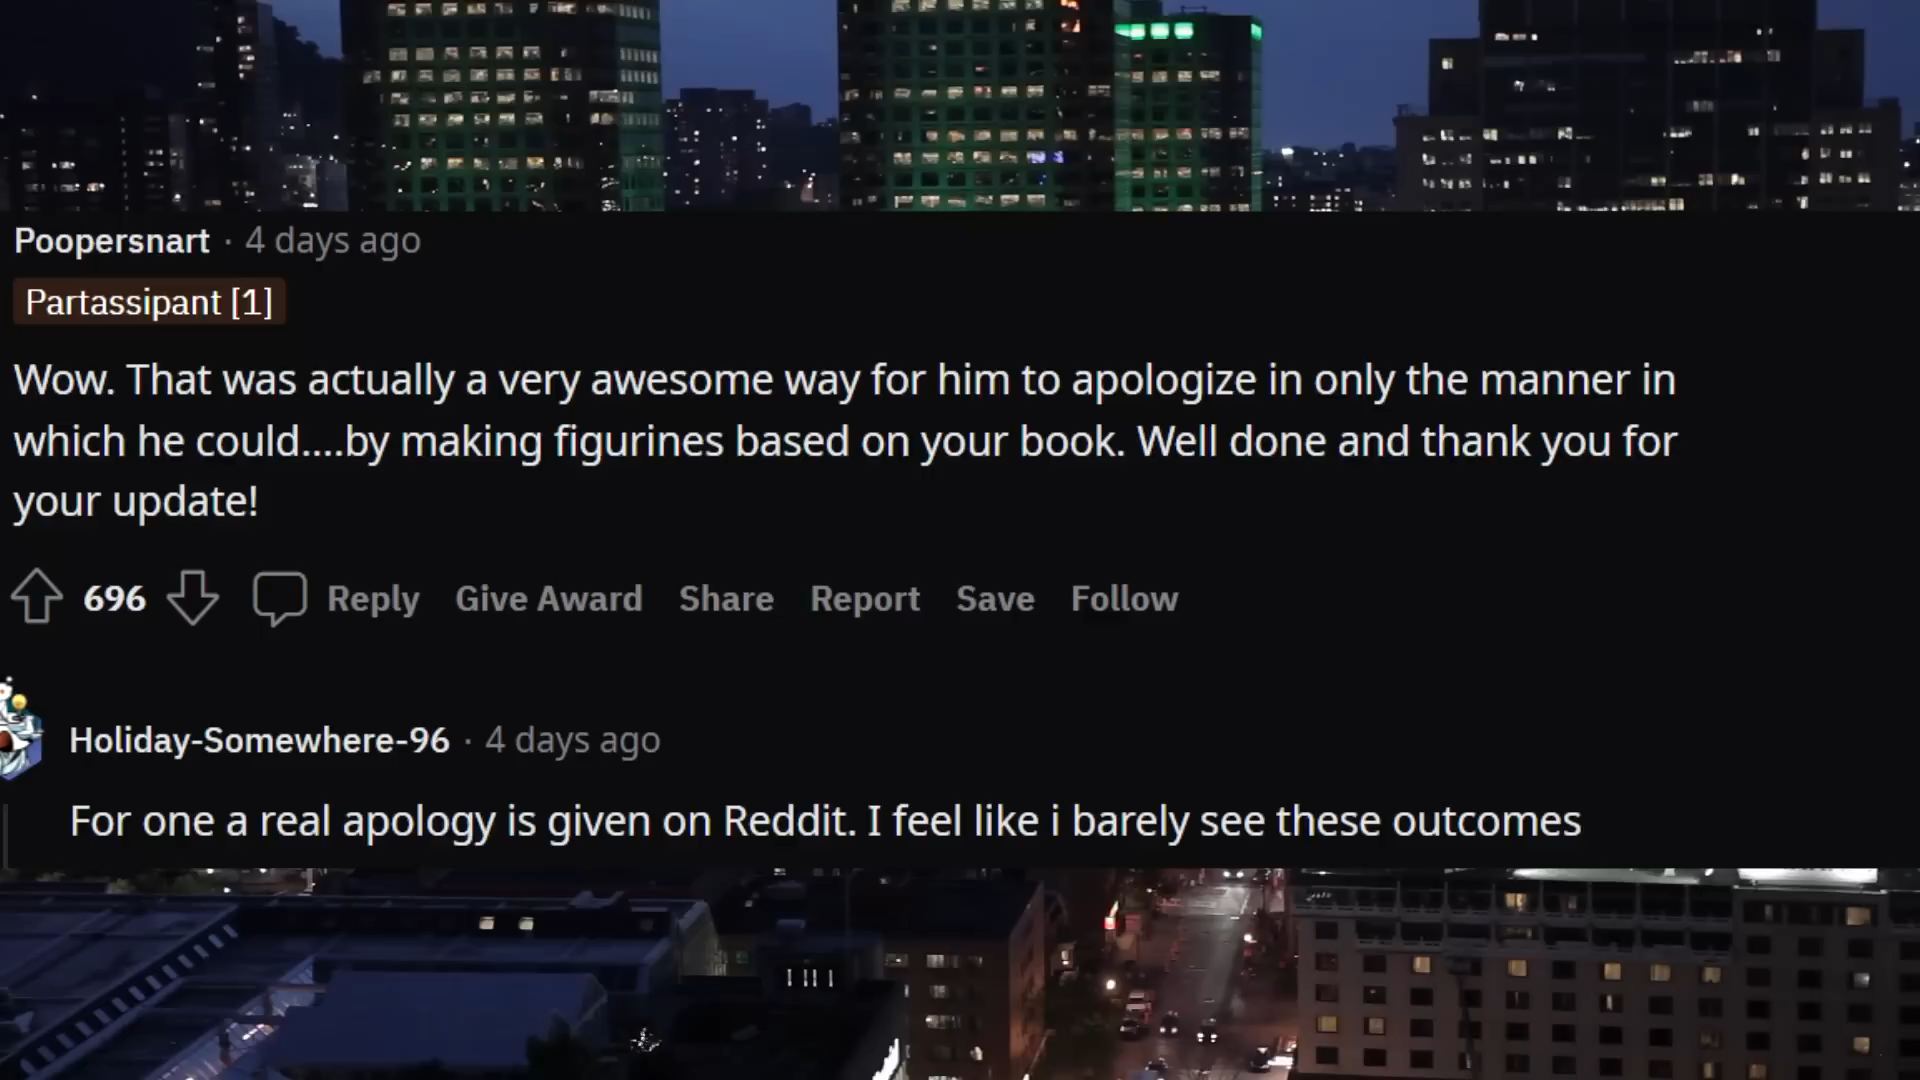 Poopersnart · 4 days ago
Partassipant [1]
Wow. That was actually a very awesome way for him to apologize in only the manner in
which he could....by making figurines based on your book. Well done and thank you for
your update!
696 Reply Give Award Share Report Save Follow
Holiday-Somewhere-96 · 4 days ago
For one a real apology is given on Reddit. I feel like i barely see these outcomes